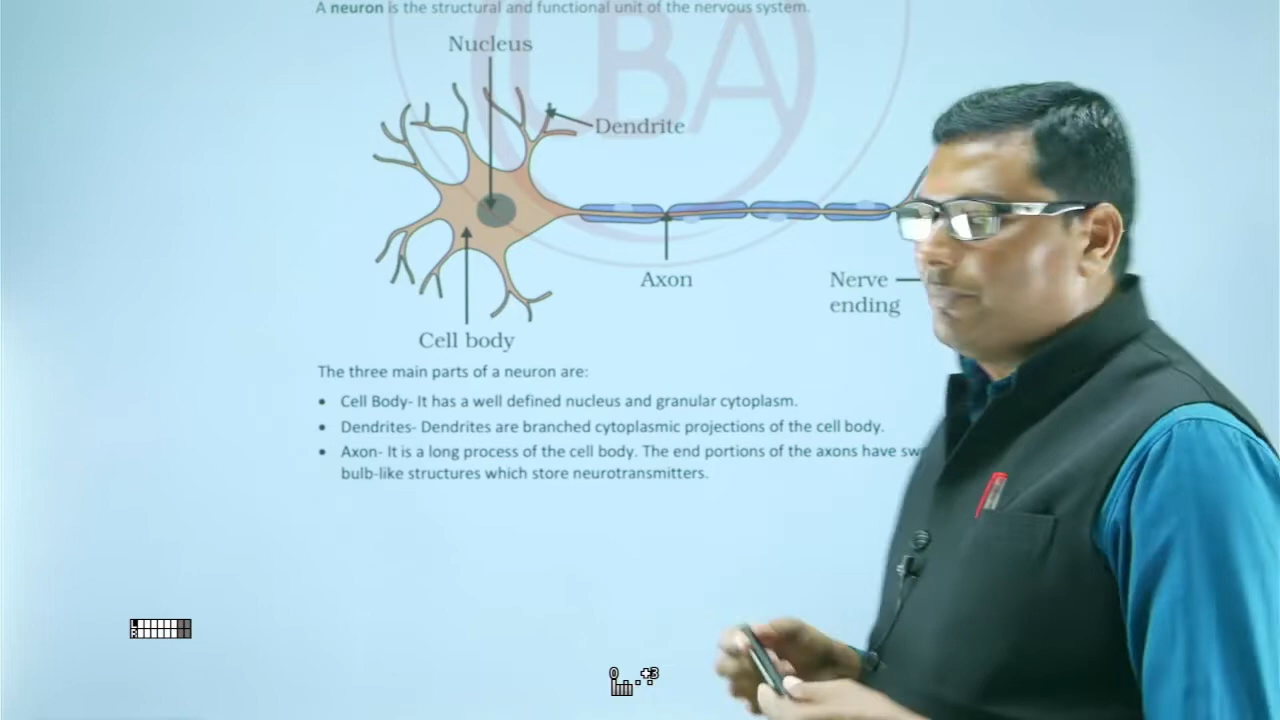 A neuron is the structural and functional unit of the nervous system.
UBA
Nucleus
Dendrite
Axon
Nerve
ending
Cell body
The three main parts of a neuron are:
• Cell Body- It has a well defined nucleus and granular cytoplasm.
• Dendrites- Dendrites are branched cytoplasmic projections of the cell body.
• Axon- It is a long process of the cell body. The end portions of the axons have
bulb-like structures which store neurotransmitters.
L
R
0 +3